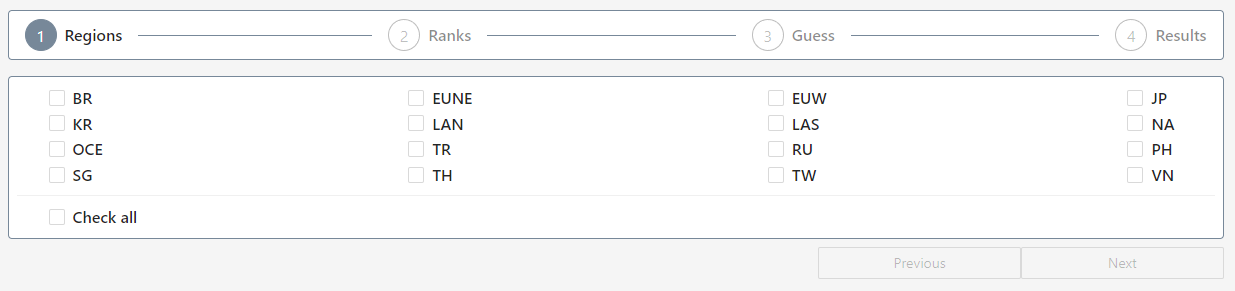 1 Regions 2 Ranks 3 Guess 4 Results
BR EUNE EUW JP
KR LAN LAS NA
OCE TR RU PH
SG TH TW VN
Check all
Previous Next